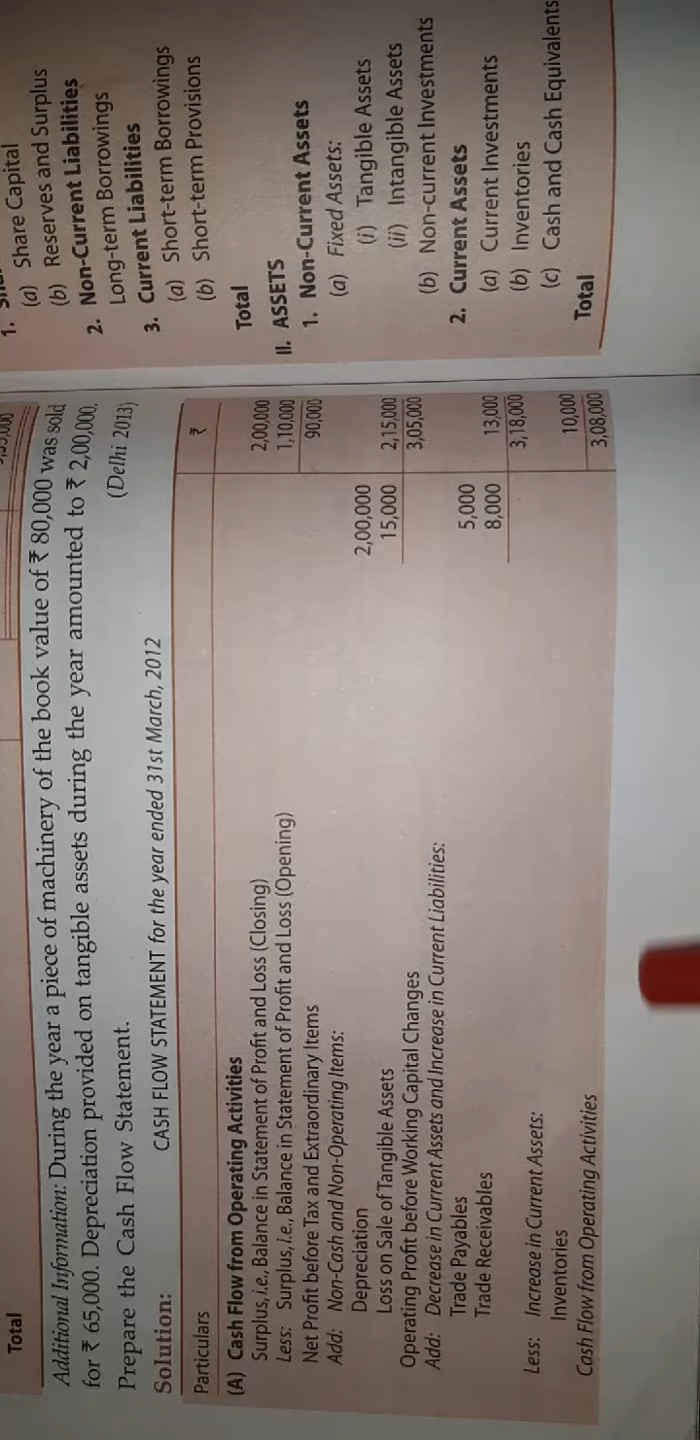 Total
Additional Information: During the year a piece of machinery of the book value of ₹ 80,000 was sold
for ₹ 65,000. Depreciation provided on tangible assets during the year amounted to ₹ 2,00,000.
Prepare the Cash Flow Statement. (Delhi 2013)
Solution: CASH FLOW STATEMENT for the year ended 31st March, 2012
Particulars ₹
(A) Cash Flow from Operating Activities
Surplus, i.e., Balance in Statement of Profit and Loss (Closing) 2,00,000
Less: Surplus, i.e., Balance in Statement of Profit and Loss (Opening) 1,10,000
Net Profit before Tax and Extraordinary Items 90,000
Add: Non-Cash and Non-Operating Items:
Depreciation 2,00,000
Loss on Sale of Tangible Assets 15,000 2,15,000
Operating Profit before Working Capital Changes 3,05,000
Add: Decrease in Current Assets and Increase in Current Liabilities:
Trade Payables 5,000
Trade Receivables 8,000 13,000
3,18,000
Less: Increase in Current Assets:
Inventories 10,000
Cash Flow from Operating Activities 3,08,000
1.
(a) Share Capital
(b) Reserves and Surplus
2. Non-Current Liabilities
Long-term Borrowings
3. Current Liabilities
(a) Short-term Borrowings
(b) Short-term Provisions
Total
II. ASSETS
1. Non-Current Assets
(a) Fixed Assets:
(i) Tangible Assets
(ii) Intangible Assets
(b) Non-current Investments
2. Current Assets
(a) Current Investments
(b) Inventories
(c) Cash and Cash Equivalents
Total